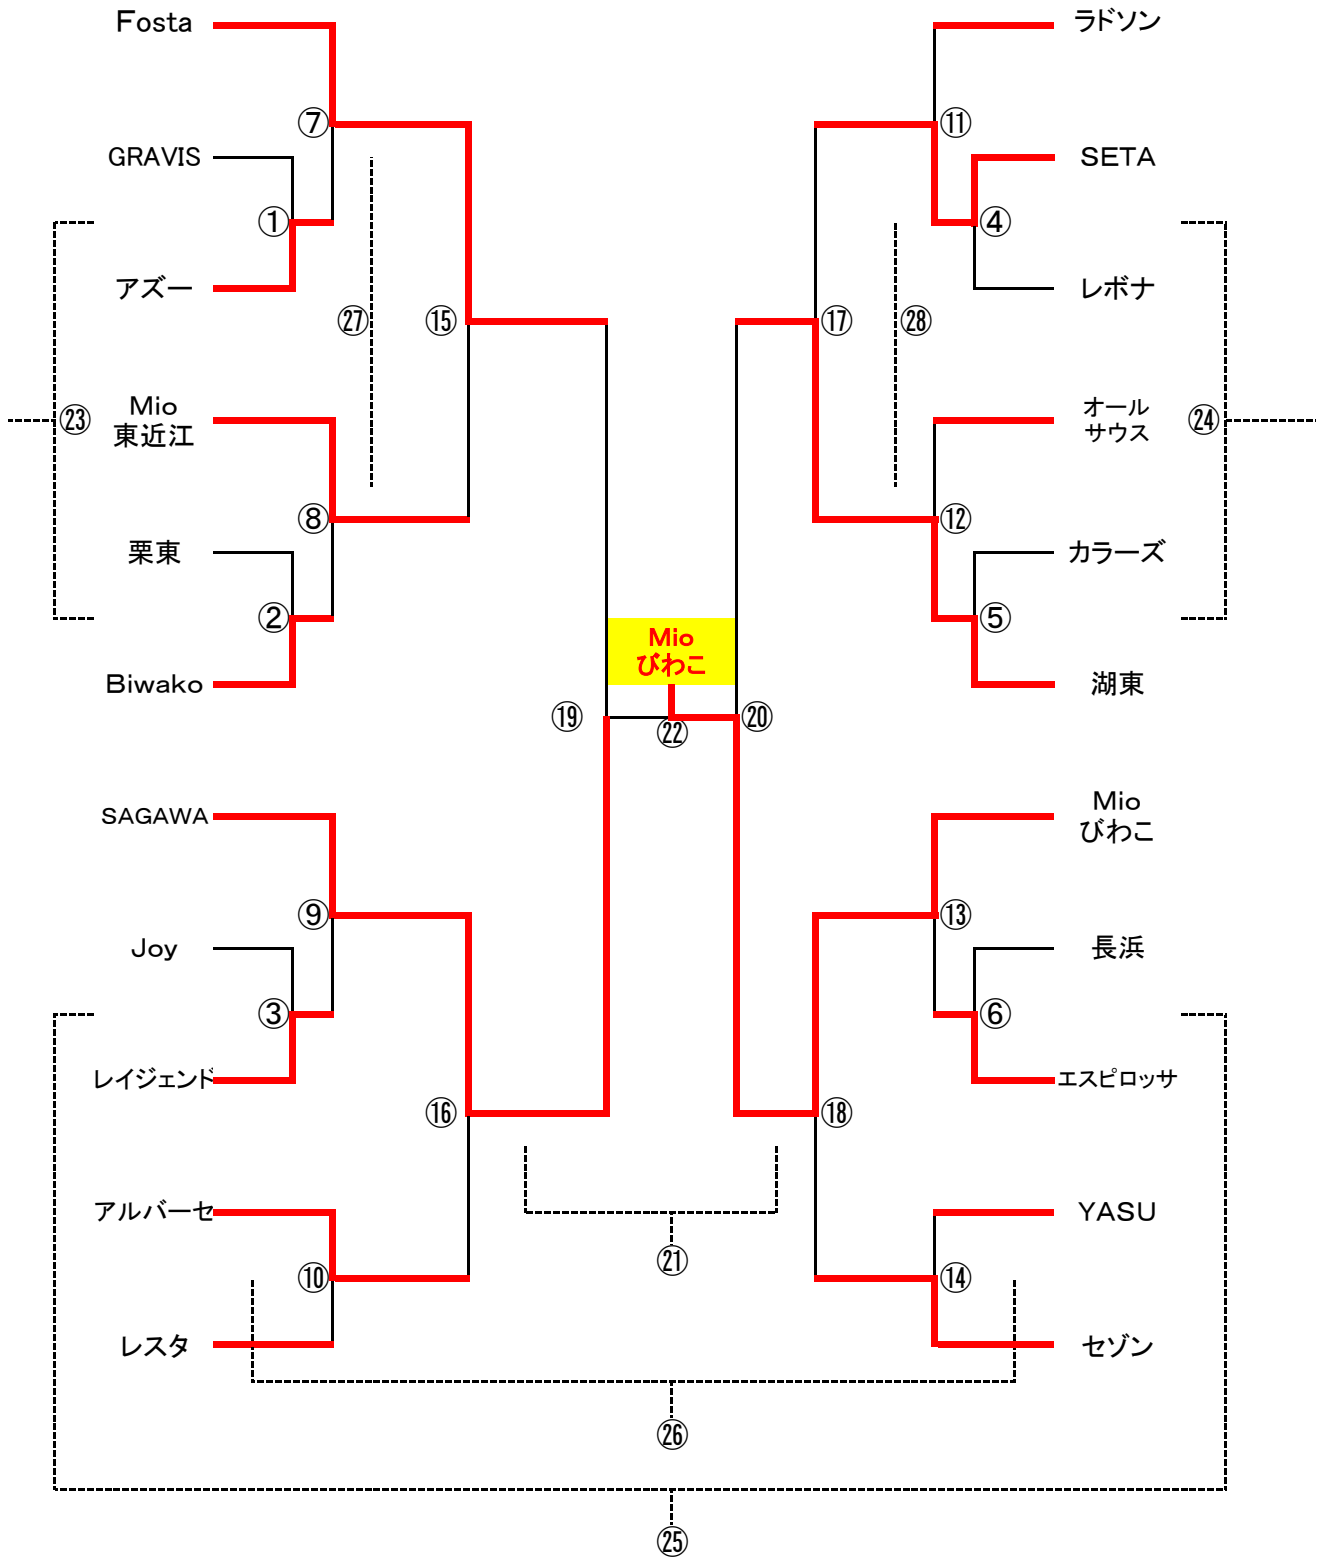 Fosta
ラドソン
⑦
⑪
GRAVIS
SETA
①
④
アズー
レボナ
㉗
⑮
⑰
㉘
㉓
Mio
東近江
オール
サウス
㉔
⑧
⑫
栗東
カラーズ
②
⑤
Mio
びわこ
Biwako
湖東
⑲
㉒
⑳
SAGAWA
Mio
びわこ
⑨
⑬
Joy
長浜
③
⑥
レイジェンド
エスピロッサ
⑯
⑱
アルバーセ
YASU
㉑
⑩
⑭
レスタ
セゾン
㉖
㉕